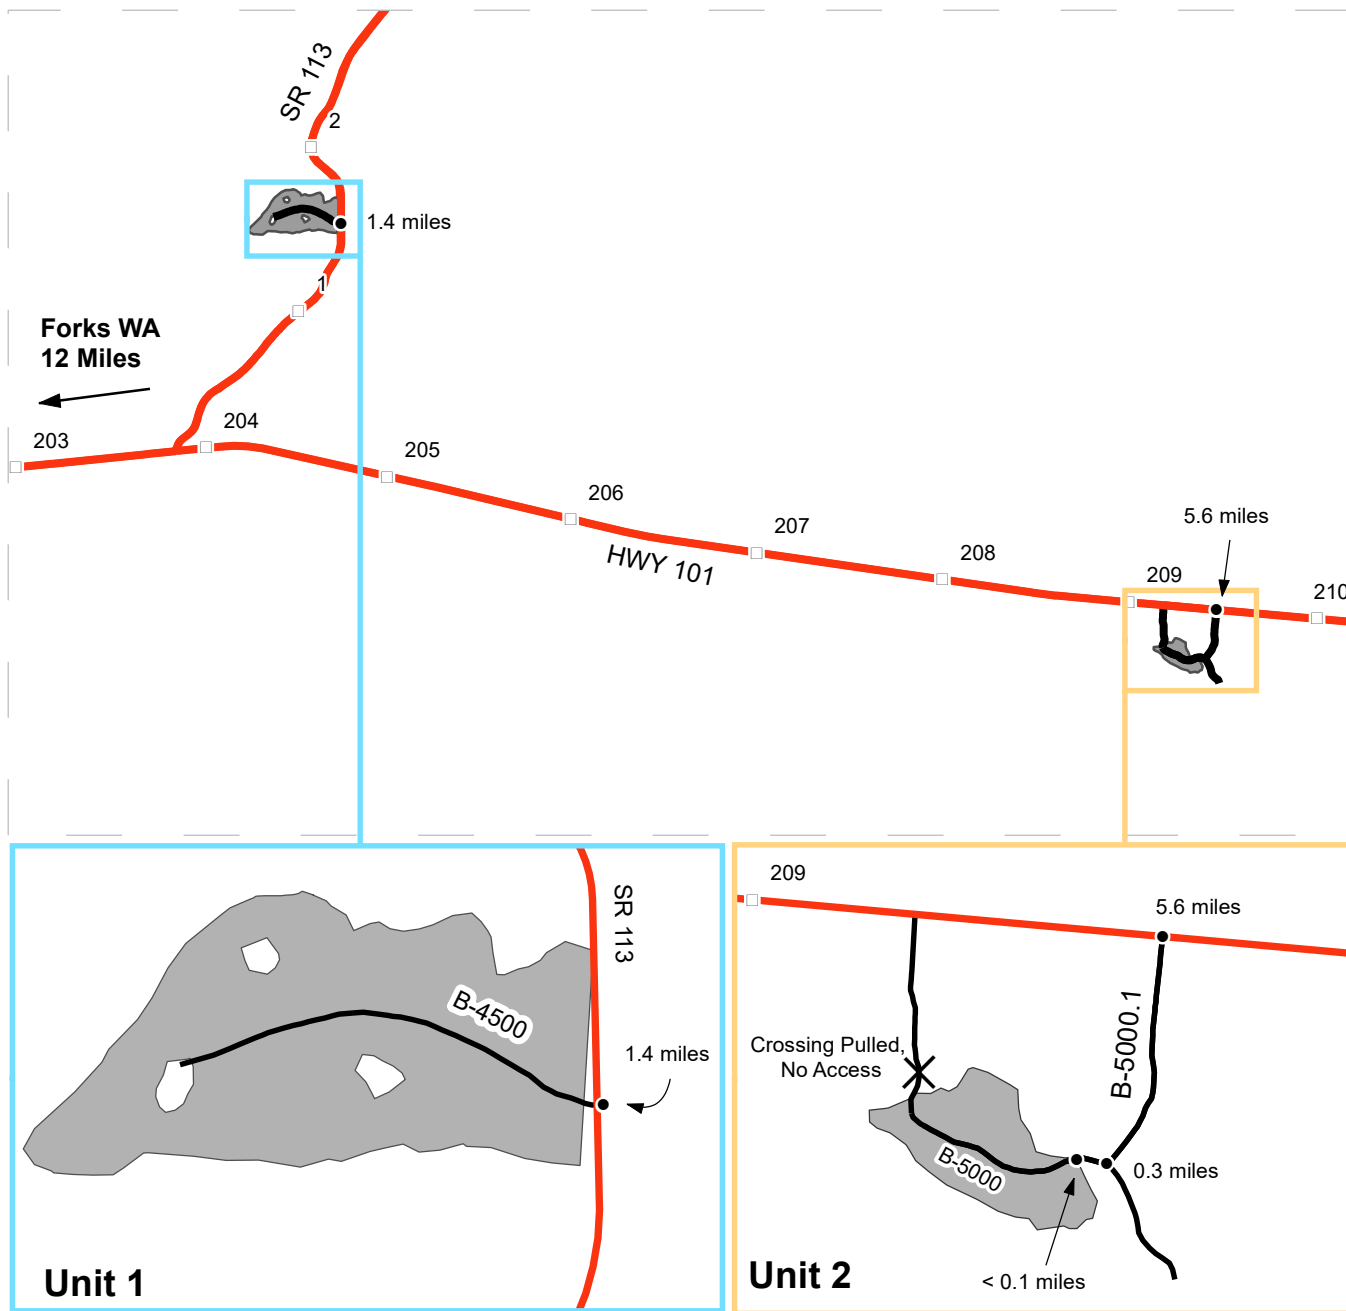 SR 113
2
1.4 miles
1
Forks WA
12 Miles
203
204
205
206
207
208
209
210
HWY 101
5.6 miles
SR 113
B-4500
1.4 miles
Unit 1
209
5.6 miles
B-5000.1
Crossing Pulled,
No Access
B-5000
0.3 miles
< 0.1 miles
Unit 2